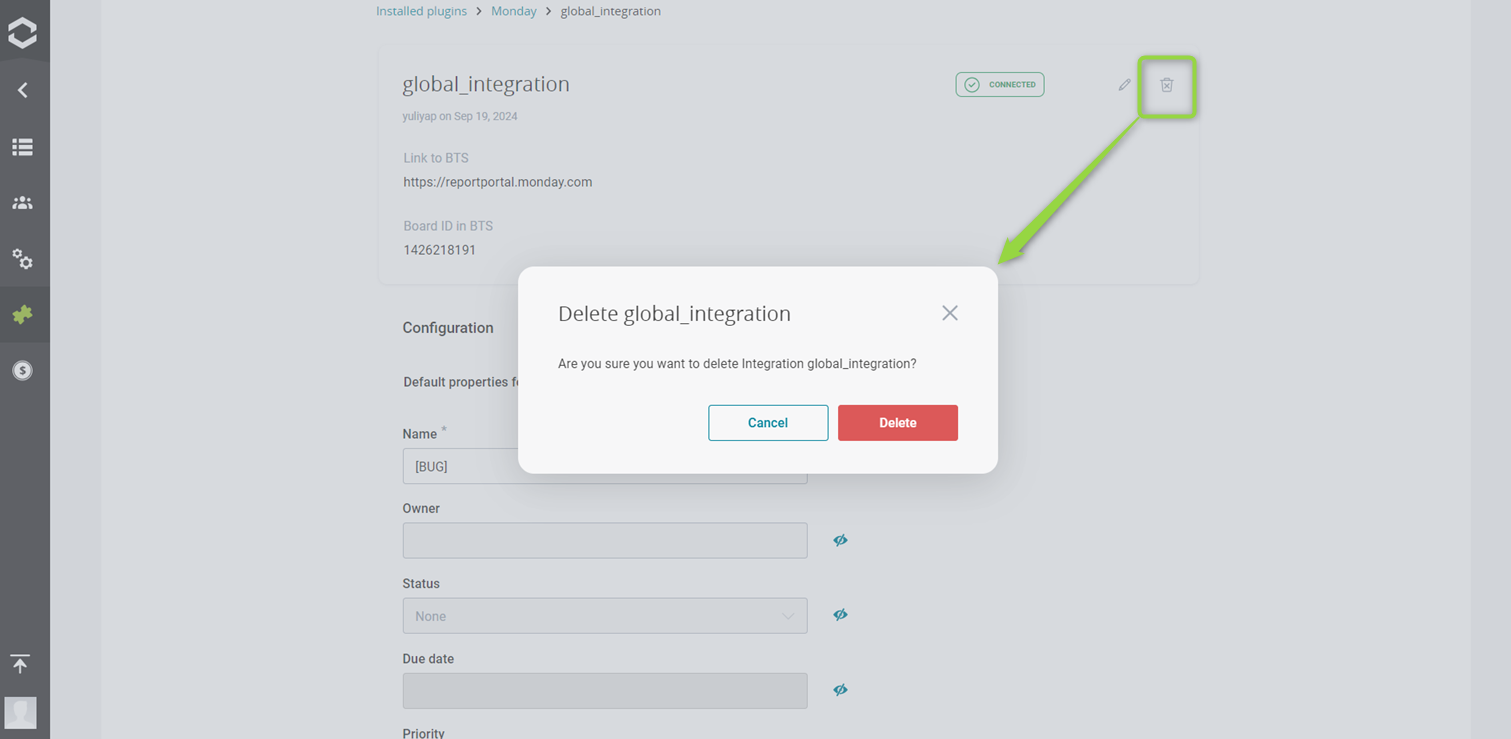 Installed plugins > Monday > global_integration
global_integration
CONNECTED
yuliyap on Sep 19, 2024
Link to BTS
https://reportportal.monday.com
Board ID in BTS
1426218191
Delete global_integration
Are you sure you want to delete Integration global_integration?
Cancel
Delete
Configuration
Default properties f
Name *
[BUG]
Owner
Status
None
Due date
Priority